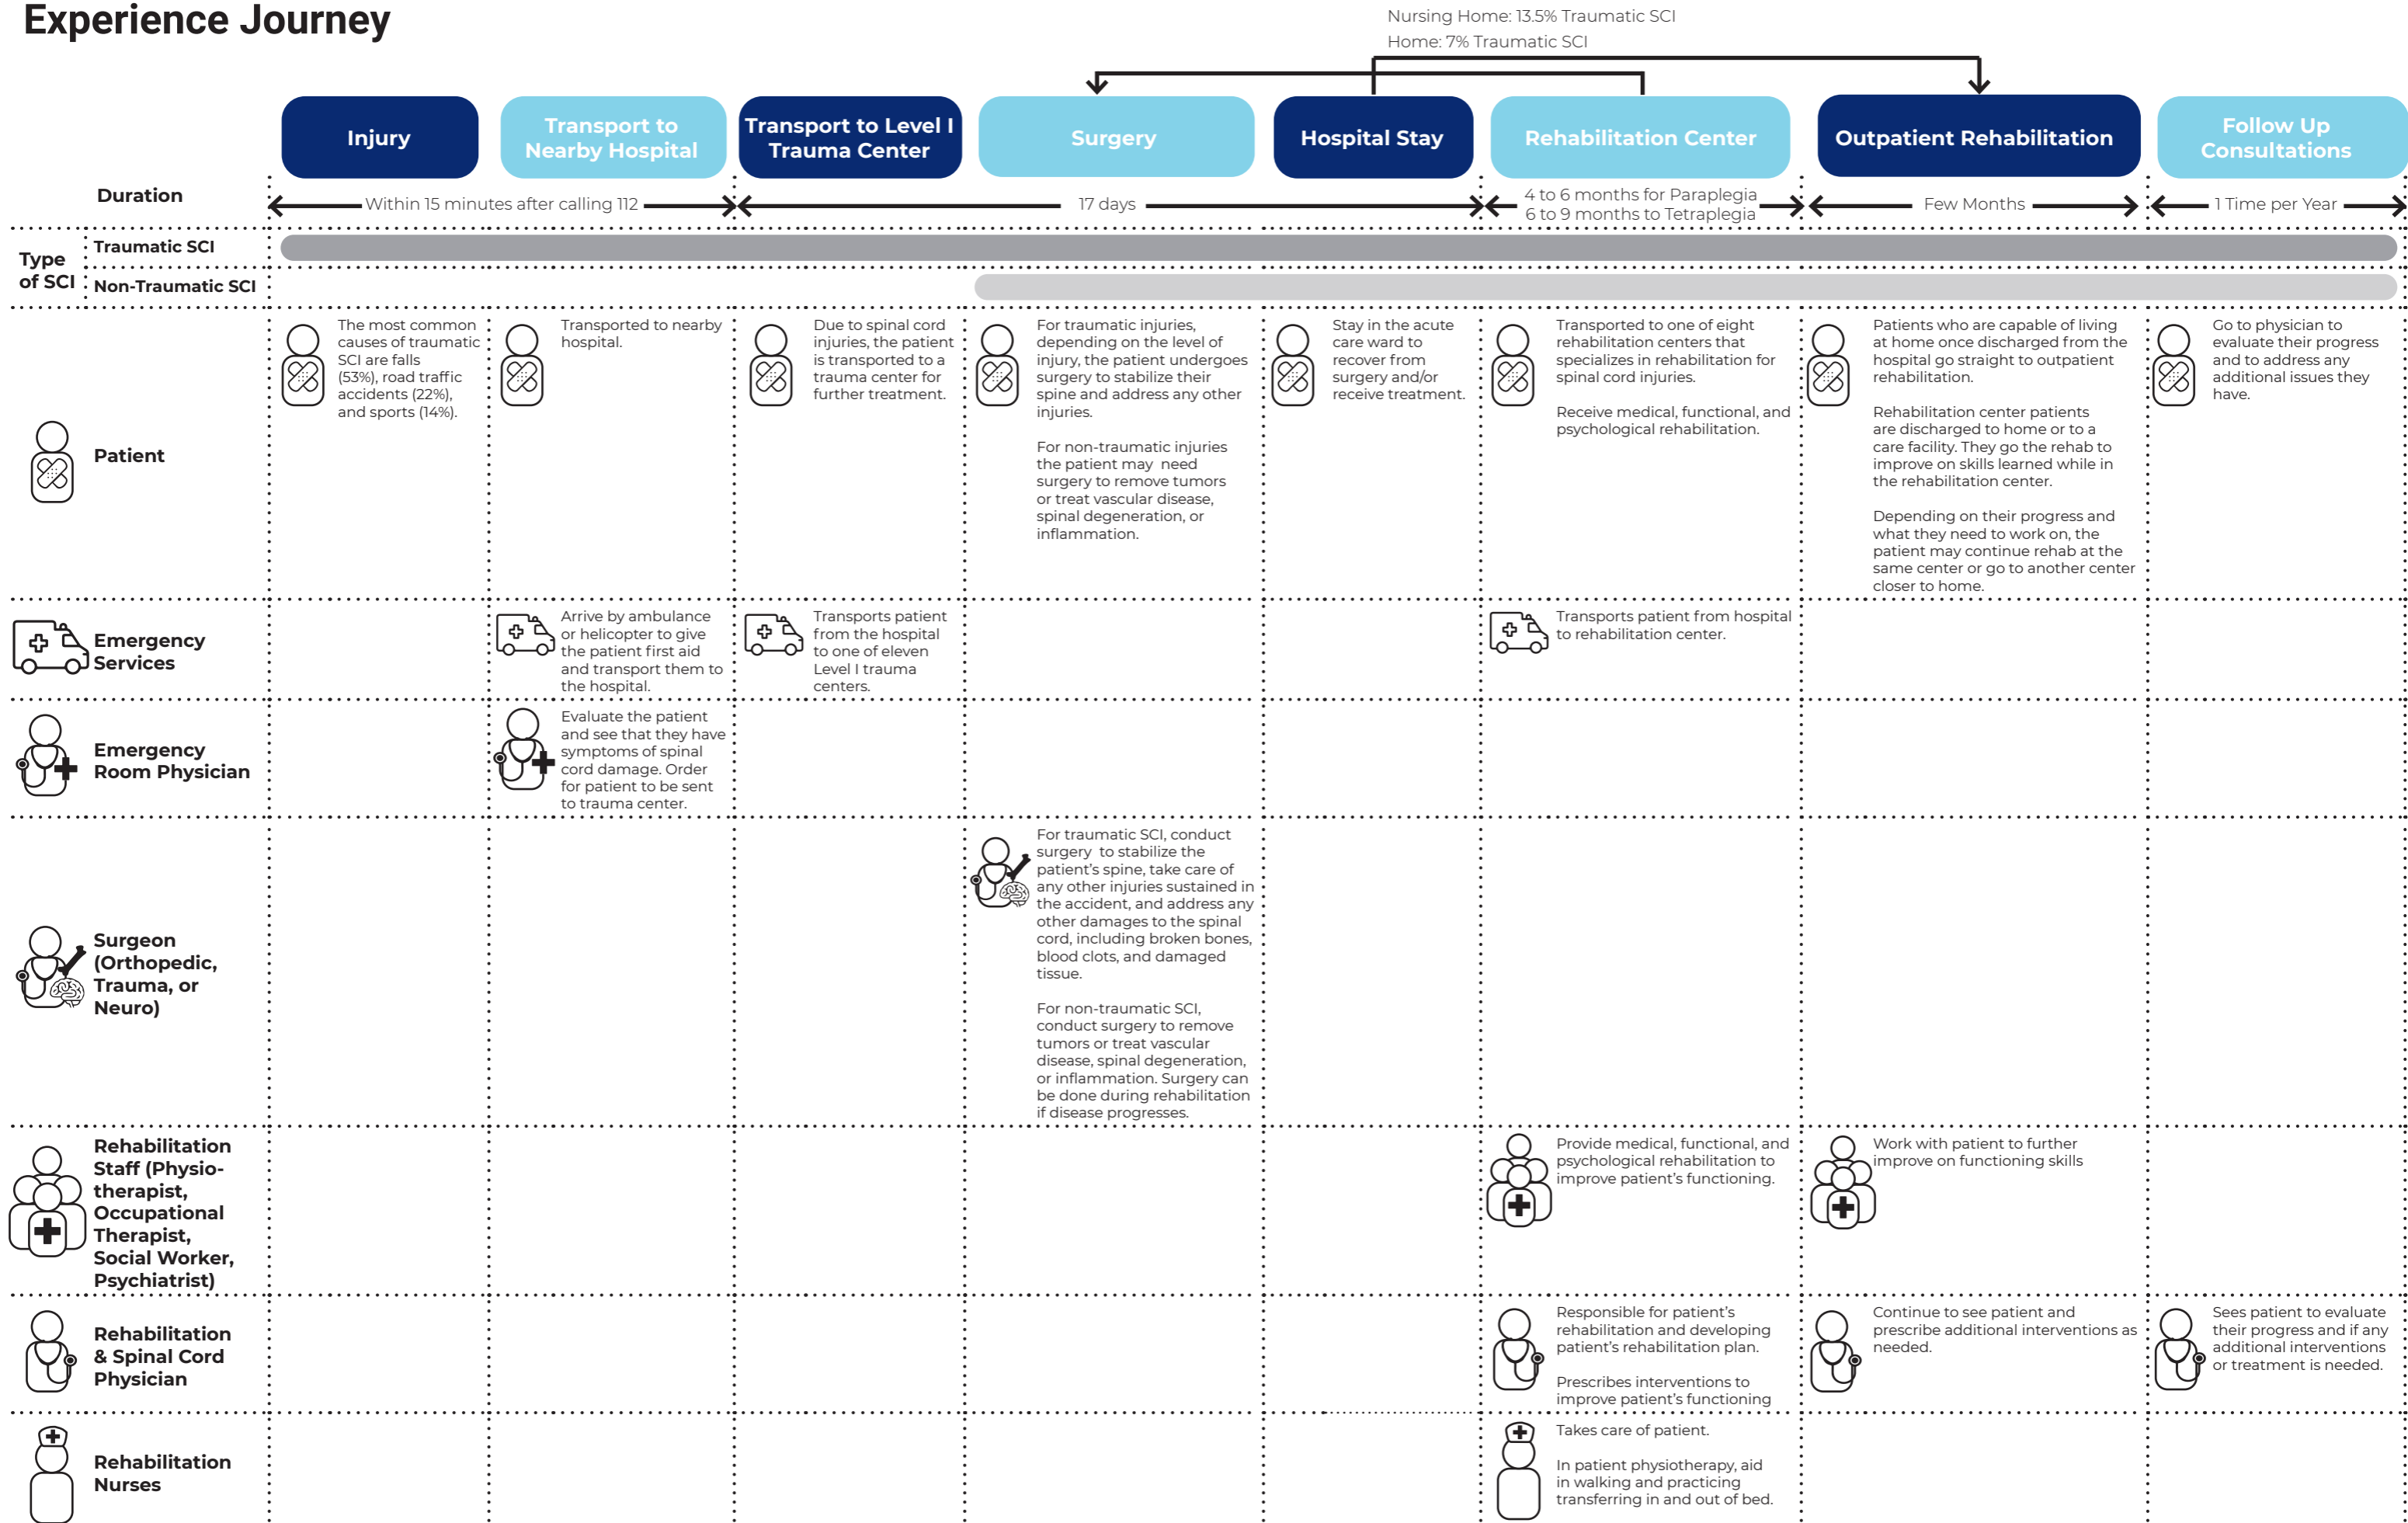 Experience Journey
Nursing Home: 13.5% Traumatic SCI
Home: 7% Traumatic SCI
Injury
Transport to
Nearby Hospital
Transport to Level I
Trauma Center
Surgery
Hospital Stay
Rehabilitation Center
Outpatient Rehabilitation
Follow Up
Consultations
Duration
Within 15 minutes after calling 112
17 days
4 to 6 months for Paraplegia
6 to 9 months to Tetraplegia
Few Months
1 Time per Year
Type
of SCI
Traumatic SCI
Non-Traumatic SCI
Patient
The most common
causes of traumatic
SCI are falls
(53%), road traffic
accidents (22%),
and sports (14%).
Transported to nearby
hospital.
Due to spinal cord
injuries, the patient
is transported to a
trauma center for
further treatment.
For traumatic injuries,
depending on the level of
injury, the patient undergoes
surgery to stabilize their
spine and address any other
injuries.
For non-traumatic injuries
the patient may need
surgery to remove tumors
or treat vascular disease,
spinal degeneration, or
inflammation.
Stay in the acute
care ward to
recover from
surgery and/or
receive treatment.
Transported to one of eight
rehabilitation centers that
specializes in rehabilitation for
spinal cord injuries.
Receive medical, functional, and
psychological rehabilitation.
Patients who are capable of living
at home once discharged from the
hospital go straight to outpatient
rehabilitation.
Rehabilitation center patients
are discharged to home or to a
care facility. They go the rehab to
improve on skills learned while in
the rehabilitation center.
Depending on their progress and
what they need to work on, the
patient may continue rehab at the
same center or go to another center
closer to home.
Go to physician to
evaluate their progress
and to address any
additional issues they
have.
Emergency
Services
Arrive by ambulance
or helicopter to give
the patient first aid
and transport them to
the hospital.
Transports patient
from the hospital
to one of eleven
Level I trauma
centers.
Transports patient from hospital
to rehabilitation center.
Emergency
Room Physician
Evaluate the patient
and see that they have
symptoms of spinal
cord damage. Order
for patient to be sent
to trauma center.
Surgeon
(Orthopedic,
Trauma, or
Neuro)
For traumatic SCI, conduct
surgery to stabilize the
patient's spine, take care of
any other injuries sustained in
the accident, and address any
other damages to the spinal
cord, including broken bones,
blood clots, and damaged
tissue.
For non-traumatic SCI,
conduct surgery to remove
tumors or treat vascular
disease, spinal degeneration,
or inflammation. Surgery can
be done during rehabilitation
if disease progresses.
Rehabilitation
Staff (Physio-
therapist,
Occupational
Therapist,
Social Worker,
Psychiatrist)
Provide medical, functional, and
psychological rehabilitation to
improve patient's functioning.
Work with patient to further
improve on functioning skills
Rehabilitation
& Spinal Cord
Physician
Responsible for patient's
rehabilitation and developing
patient's rehabilitation plan.
Prescribes interventions to
improve patient's functioning
Continue to see patient and
prescribe additional interventions as
needed.
Sees patient to evaluate
their progress and if any
additional interventions
or treatment is needed.
Rehabilitation
Nurses
Takes care of patient.
In patient physiotherapy, aid
in walking and practicing
transferring in and out of bed.